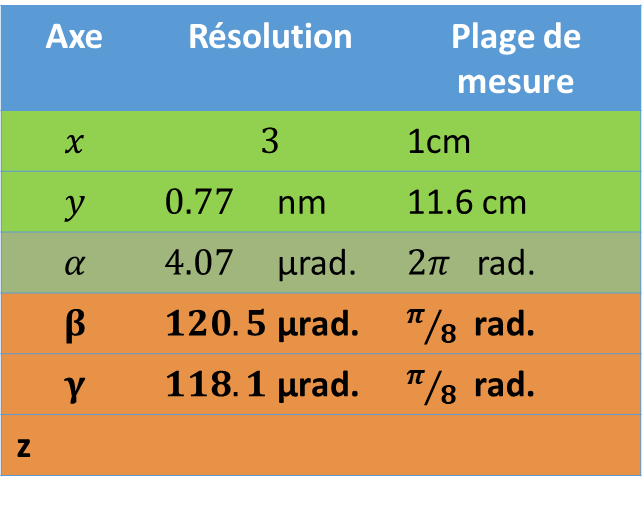 Axe Résolution Plage de
mesure
x 3 1cm
y 0.77 nm 11.6 cm
α 4.07 μrad. 2π rad.
β 120.5 μrad. π/8 rad.
γ 118.1 μrad. π/8 rad.
z